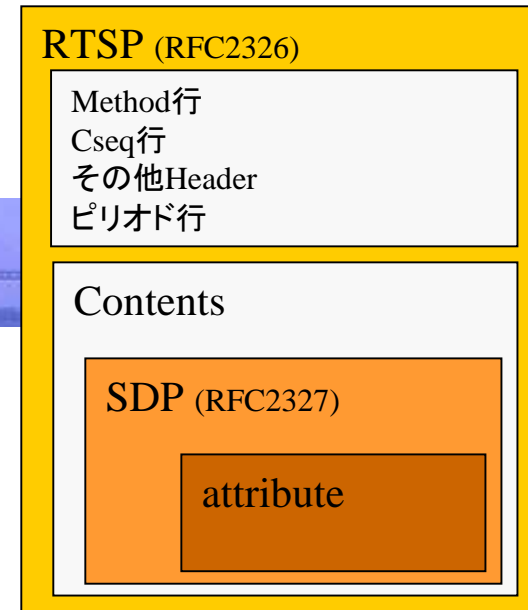 RTSP (RFC2326)
Method行
Cseq行
その他Header
ピリオド行
Contents
SDP (RFC2327)
attribute